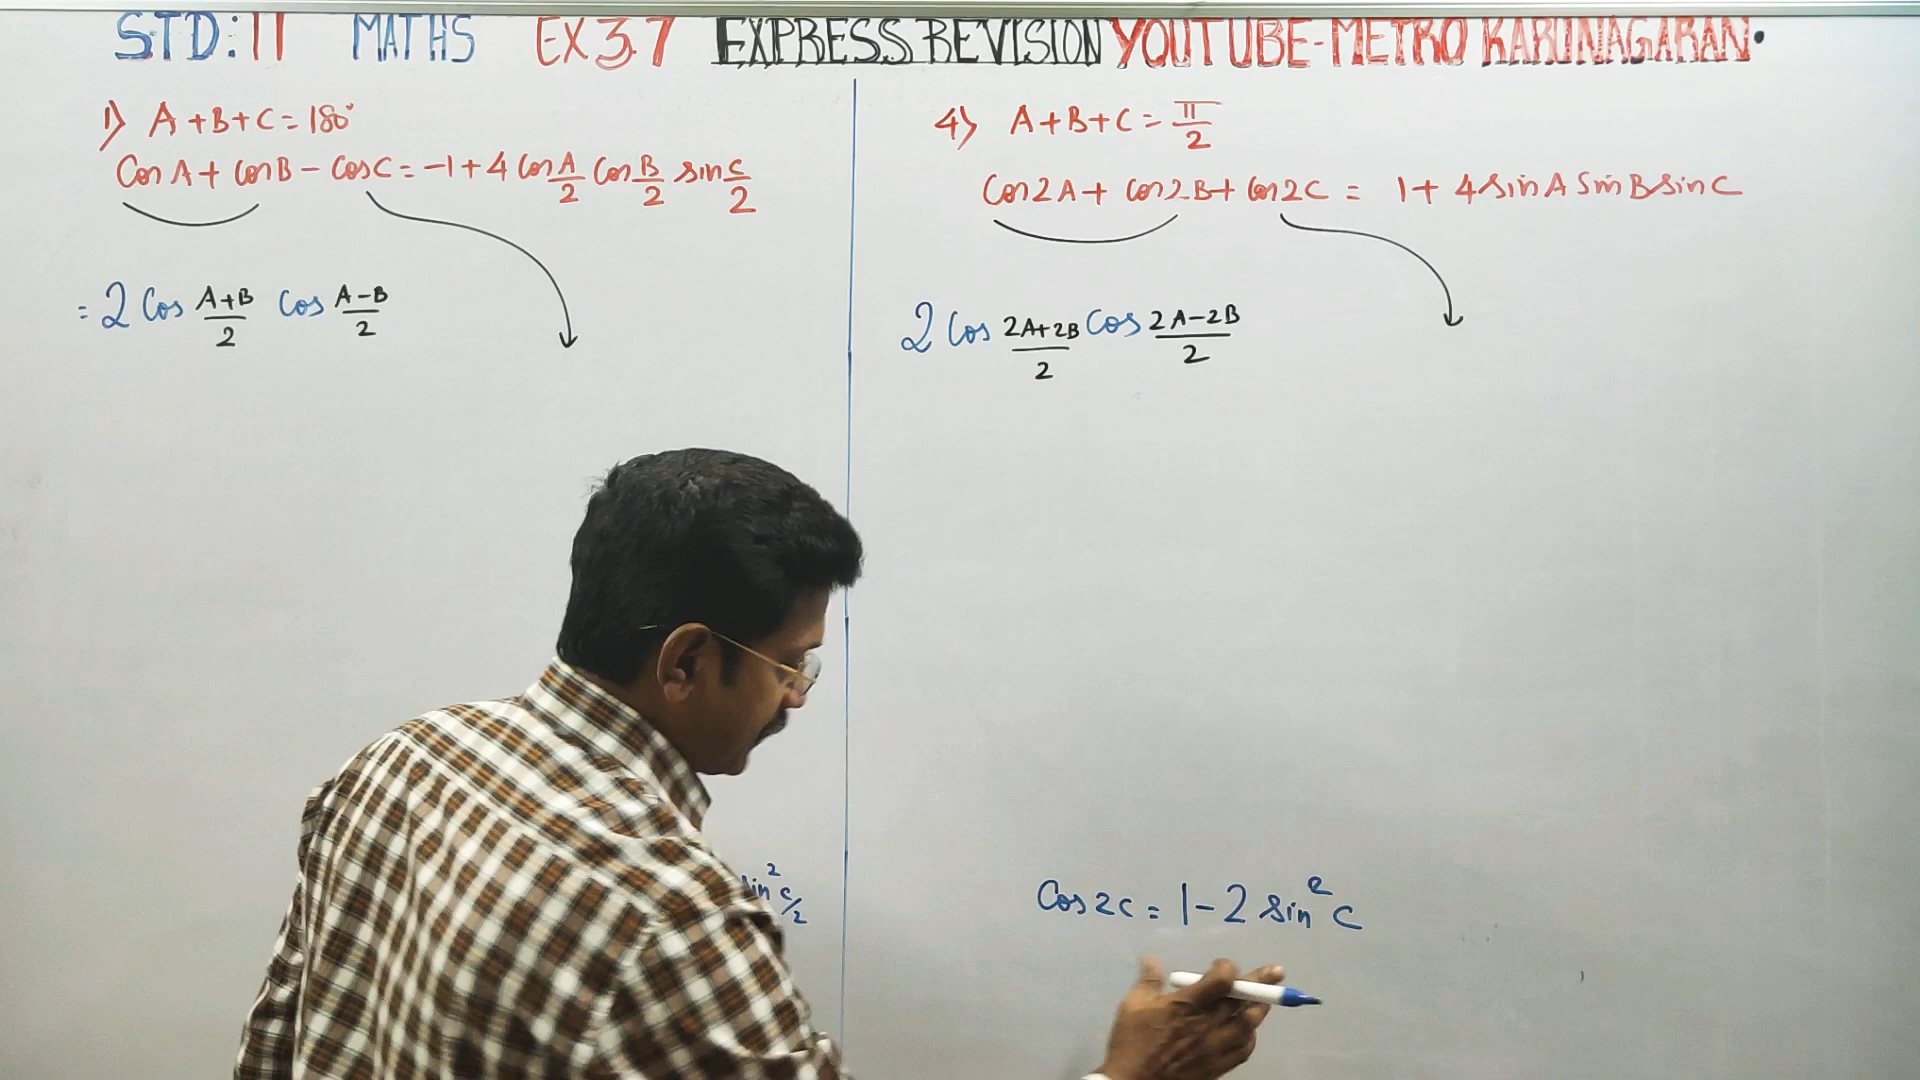 STD: 11 MATHS EX 3.7 EXPRESS REVISION YOUTUBE-METRO KARUNAGARAN.
1) A+B+C = 180°
Cos A + Cos B - Cos C = -1 + 4 Cos A/2 Cos B/2 sin C/2
= 2 Cos A+B/2 Cos A-B/2
sin² C/2
4) A+B+C = π/2
Cos 2A + Cos 2B + Cos 2C = 1 + 4 sin A sin B sin C
2 Cos 2A+2B/2 Cos 2A-2B/2
Cos 2C = 1 - 2 sin² C